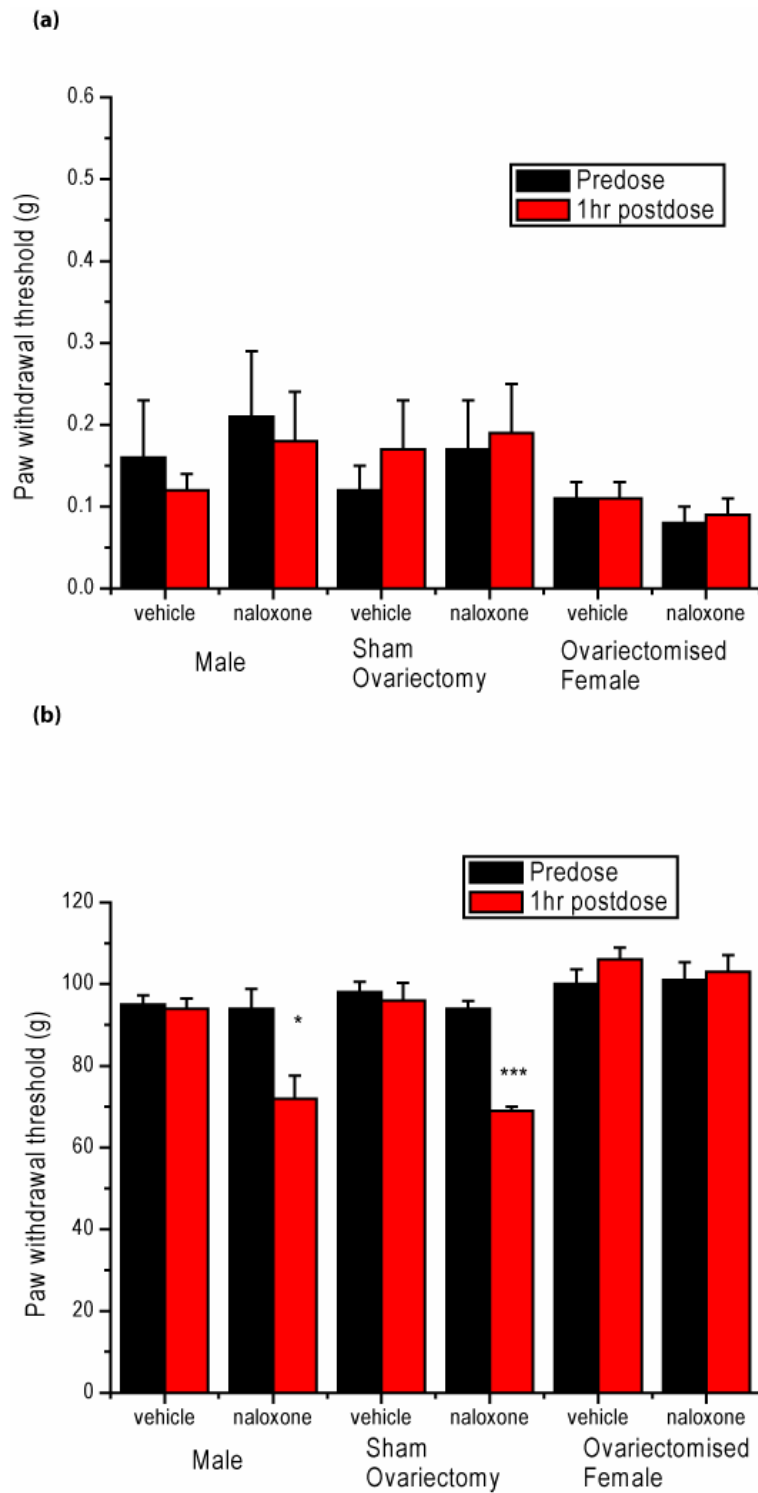 (a)
0.6
0.5
0.4
0.3
0.2
0.1
0.0
Paw withdrawal threshold (g)
Predose
1hr postdose
vehicle naloxone vehicle naloxone vehicle naloxone
Male
Sham
Ovariectomy
Ovariectomised
Female
(b)
120
100
80
60
40
20
0
Paw withdrawal threshold (g)
Predose
1hr postdose
*
***
vehicle naloxone vehicle naloxone vehicle naloxone
Male
Sham
Ovariectomy
Ovariectomised
Female